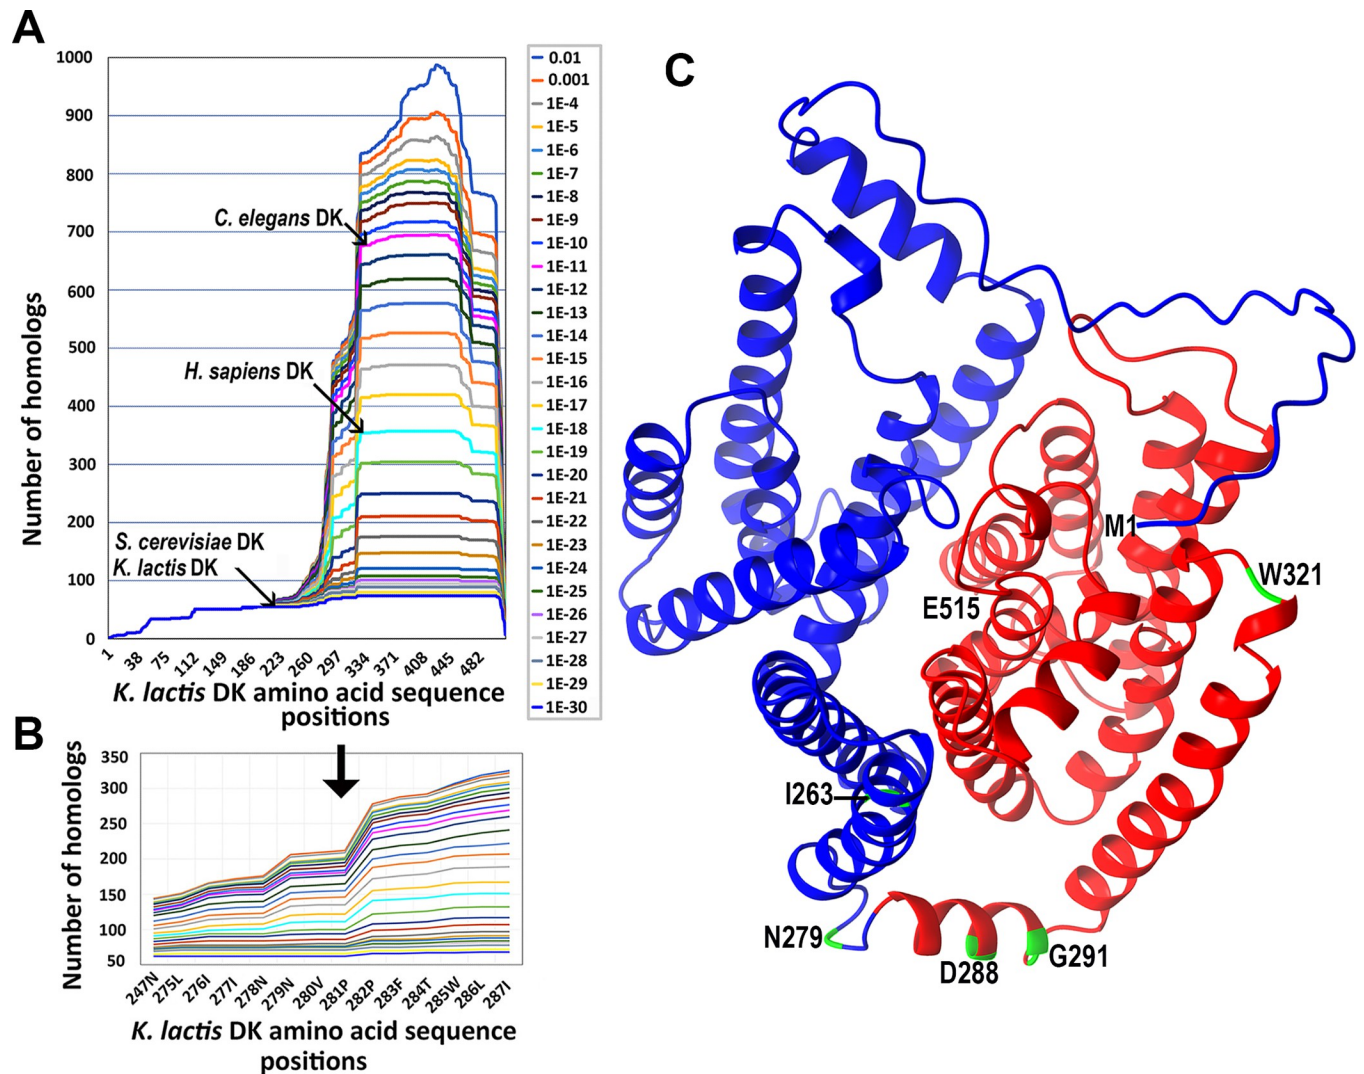 A
1000
900
800
700
600
500
400
300
200
100
0
Number of homologs
C. elegans DK
H. sapiens DK
S. cerevisiae DK
K. lactis DK
1
38
75
112
149
186
223
260
297
334
371
408
445
482
K. lactis DK amino acid sequence
positions
0.01
0.001
1E-4
1E-5
1E-6
1E-7
1E-8
1E-9
1E-10
1E-11
1E-12
1E-13
1E-14
1E-15
1E-16
1E-17
1E-18
1E-19
1E-20
1E-21
1E-22
1E-23
1E-24
1E-25
1E-26
1E-27
1E-28
1E-29
1E-30
B
350
300
250
200
150
100
50
Number of homologs
247N
275L
276I
277I
278N
279N
280V
281P
282P
283F
284T
285W
286L
287I
K. lactis DK amino acid sequence
positions
C
M1
W321
E515
I263
N279
D288
G291